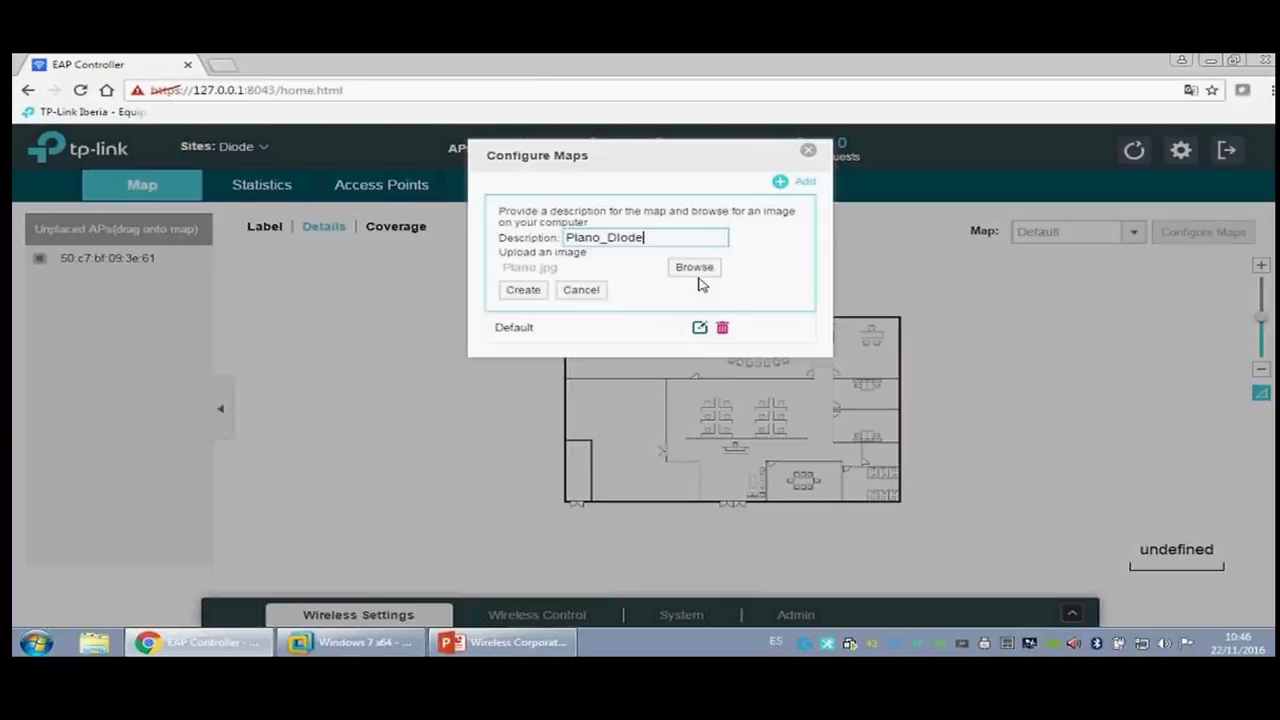 EAP Controller
https://127.0.0.1:8043/home.html
TP-Link Iberia - Equip
tp-link
Sites: Diode
AP
0
uests
Map
Statistics
Access Points
Unplaced APs(drag onto map)
50:c7:bf:09:3e:61
Label
Details
Coverage
Map:
Default
Configure Maps
Configure Maps
Add
Provide a description for the map and browse for an image
on your computer
Description: Plano_Diode
Upload an image
Plano.jpg
Browse
Create
Cancel
Default
undefined
Wireless Settings
Wireless Control
System
Admin
EAP Controller - ...
Windows 7 x64 - ...
Wireless Corporat...
ES
10:46
22/11/2016